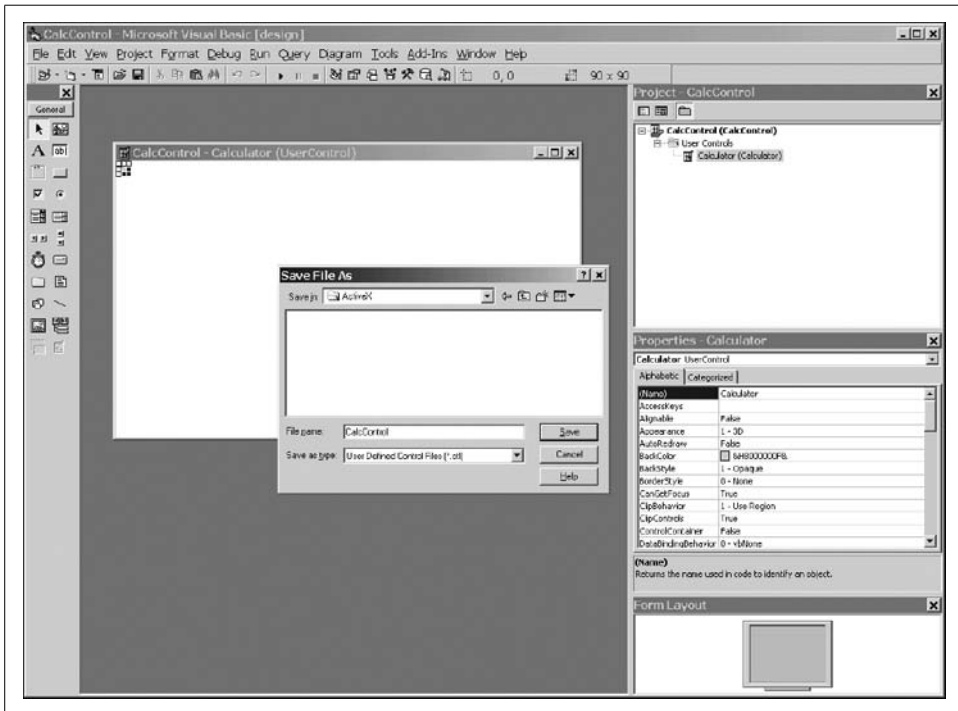 CalcControl - Microsoft Visual Basic [design]
File Edit View Project Format Debug Run Query Diagram Tools Add-Ins Window Help
0,0 90 x 90
General
A ab|
CalcControl - Calculator (UserControl)
Save File As
Save in: ActiveX
File name: CalcControl Save
Save as type: User Defined Control Files (*.ctl) Cancel
Help
Project - CalcControl
CalcControl (CalcControl)
User Controls
Calculator (Calculator)
Properties - Calculator
Calculator UserControl
Alphabetic Categorized
(Name) Calculator
AccessKeys
Alignable False
Appearance 1 - 3D
AutoRedraw False
BackColor &H8000000F&
BackStyle 1 - Opaque
BorderStyle 0 - None
CanGetFocus True
ClipBehavior 1 - Use Region
ClipControls True
ControlContainer False
DataBindingBehavior 0 - vbNone
(Name)
Returns the name used in code to identify an object.
Form Layout